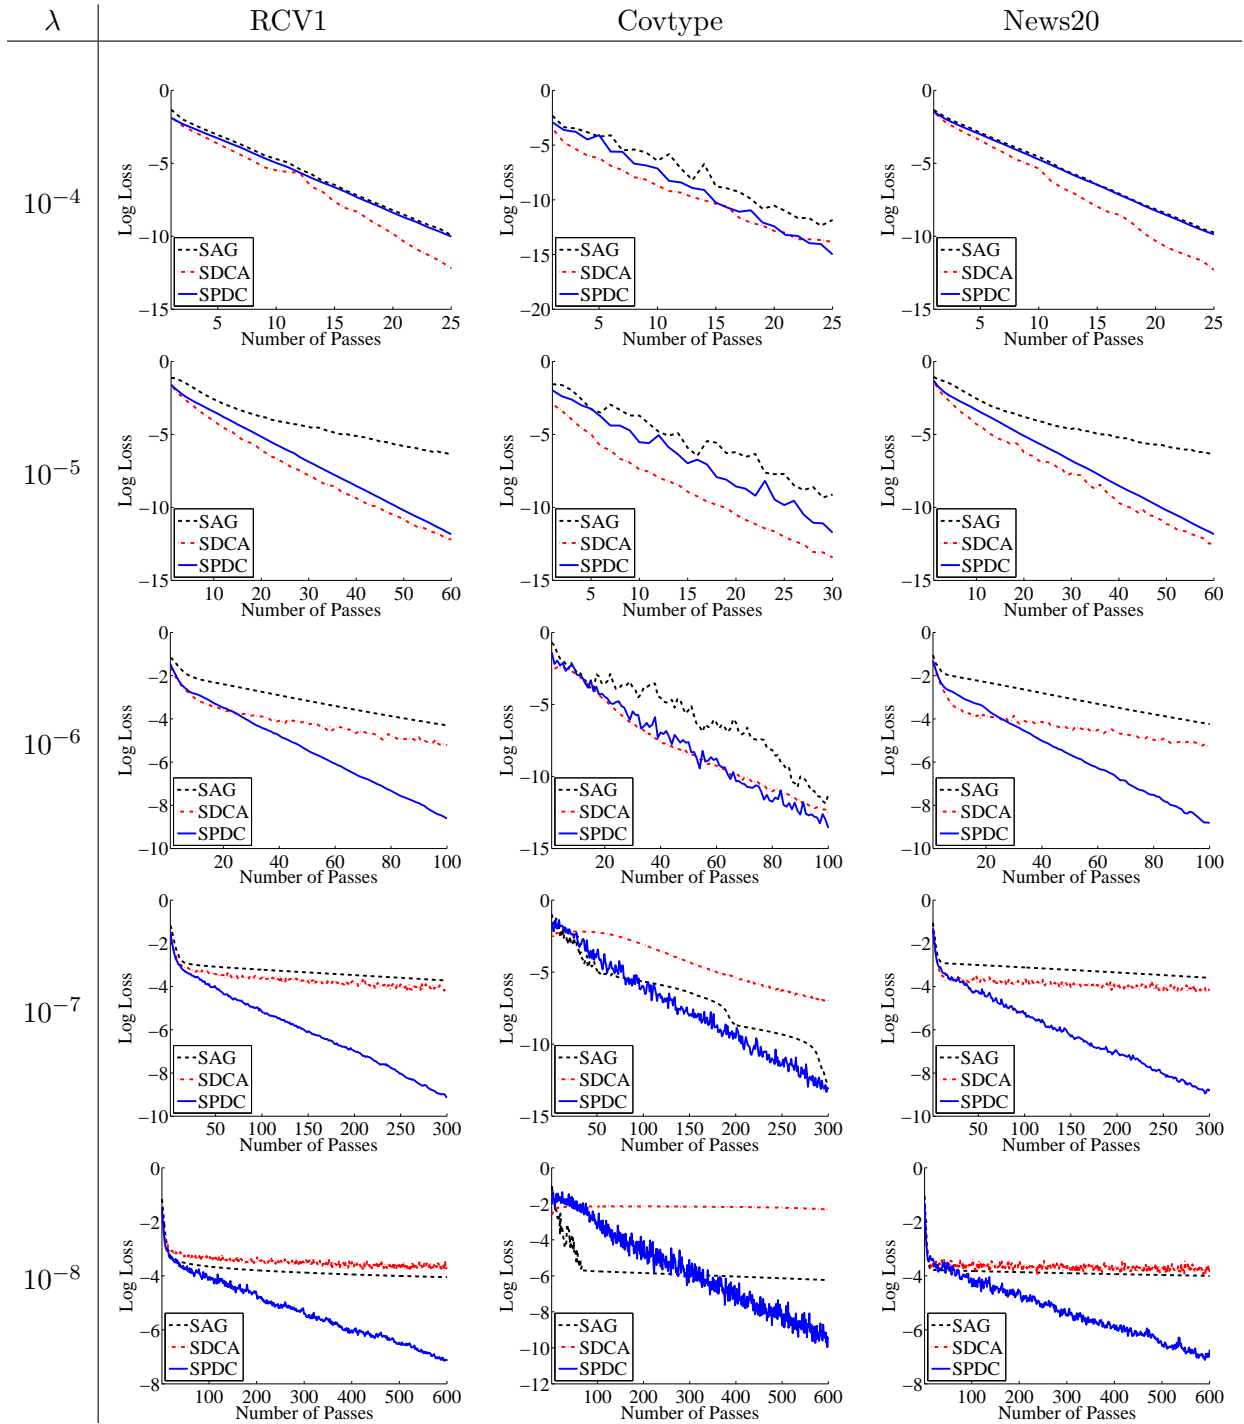 λ RCV1 Covtype News20
10⁻⁴
0
−5
−10
−15
Log Loss
SAG
SDCA
SPDC
5 10 15 20 25
Number of Passes
0
−5
−10
−15
−20
Log Loss
SAG
SDCA
SPDC
5 10 15 20 25
Number of Passes
0
−5
−10
−15
Log Loss
SAG
SDCA
SPDC
5 10 15 20 25
Number of Passes
10⁻⁵
0
−5
−10
−15
Log Loss
SAG
SDCA
SPDC
10 20 30 40 50 60
Number of Passes
0
−5
−10
−15
Log Loss
SAG
SDCA
SPDC
5 10 15 20 25 30
Number of Passes
0
−5
−10
−15
Log Loss
SAG
SDCA
SPDC
10 20 30 40 50 60
Number of Passes
10⁻⁶
0
−2
−4
−6
−8
−10
Log Loss
SAG
SDCA
SPDC
20 40 60 80 100
Number of Passes
0
−5
−10
−15
Log Loss
SAG
SDCA
SPDC
20 40 60 80 100
Number of Passes
0
−2
−4
−6
−8
−10
Log Loss
SAG
SDCA
SPDC
20 40 60 80 100
Number of Passes
10⁻⁷
0
−2
−4
−6
−8
−10
Log Loss
SAG
SDCA
SPDC
50 100 150 200 250 300
Number of Passes
0
−5
−10
−15
Log Loss
SAG
SDCA
SPDC
50 100 150 200 250 300
Number of Passes
0
−2
−4
−6
−8
−10
Log Loss
SAG
SDCA
SPDC
50 100 150 200 250 300
Number of Passes
10⁻⁸
0
−2
−4
−6
−8
Log Loss
SAG
SDCA
SPDC
100 200 300 400 500 600
Number of Passes
0
−2
−4
−6
−8
−10
−12
Log Loss
SAG
SDCA
SPDC
100 200 300 400 500 600
Number of Passes
0
−2
−4
−6
−8
Log Loss
SAG
SDCA
SPDC
100 200 300 400 500 600
Number of Passes